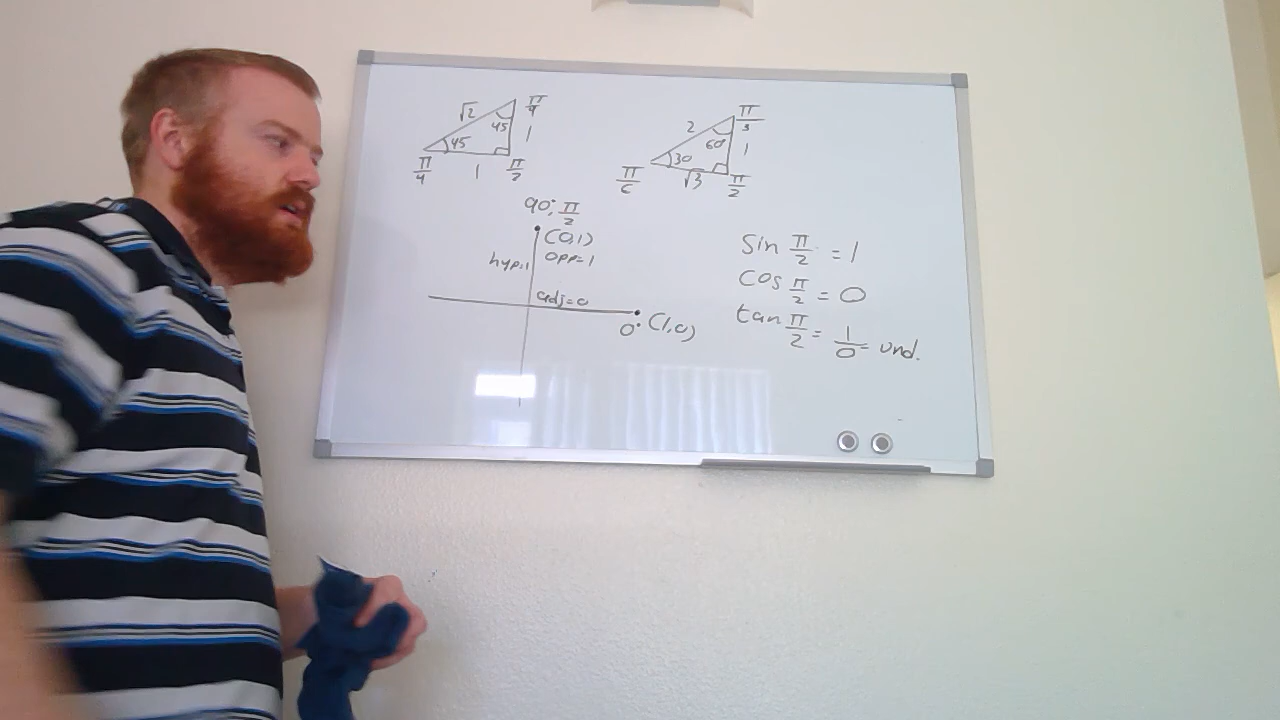 √2 45 π/4 1
45
π/4 1 π/2
2 π/3
60 1
30
π/6 √3 π/2
90° π/2
(0,1)
hyp=1 opp=1
adj=0
0° (1,0)
Sin π/2 = 1
Cos π/2 = 0
tan π/2 = 1/0 = und.